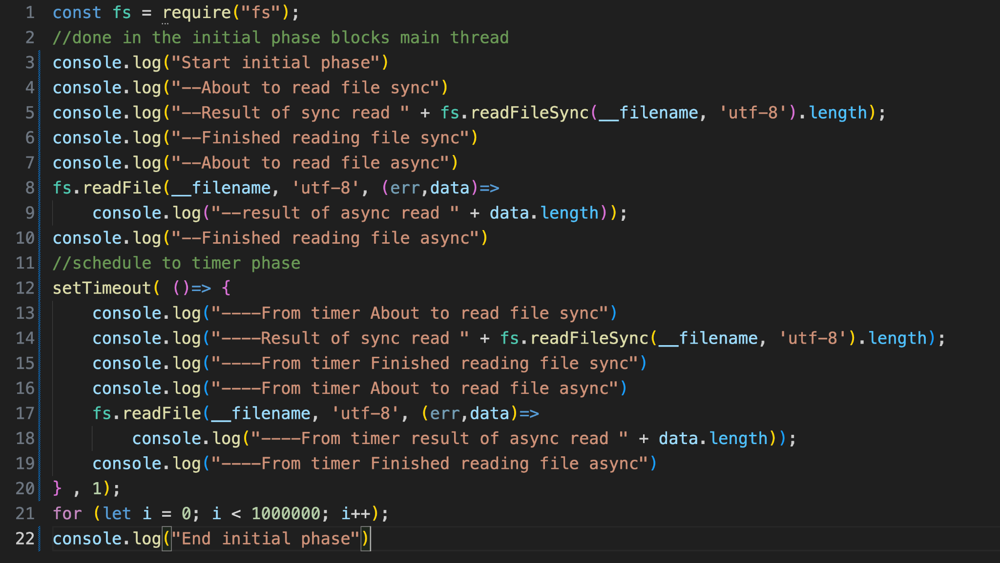 1 const fs = require("fs");
2 //done in the initial phase blocks main thread
3 console.log("Start initial phase")
4 console.log("--About to read file sync")
5 console.log("--Result of sync read " + fs.readFileSync(__filename, 'utf-8').length);
6 console.log("--Finished reading file sync")
7 console.log("--About to read file async")
8 fs.readFile(__filename, 'utf-8', (err,data)=>
9     console.log("--result of async read " + data.length));
10 console.log("--Finished reading file async")
11 //schedule to timer phase
12 setTimeout( ()=> {
13     console.log("----From timer About to read file sync")
14     console.log("----Result of sync read " + fs.readFileSync(__filename, 'utf-8').length);
15     console.log("----From timer Finished reading file sync")
16     console.log("----From timer About to read file async")
17     fs.readFile(__filename, 'utf-8', (err,data)=>
18         console.log("----From timer result of async read " + data.length));
19     console.log("----From timer Finished reading file async")
20 } , 1);
21 for (let i = 0; i < 1000000; i++);
22 console.log("End initial phase")